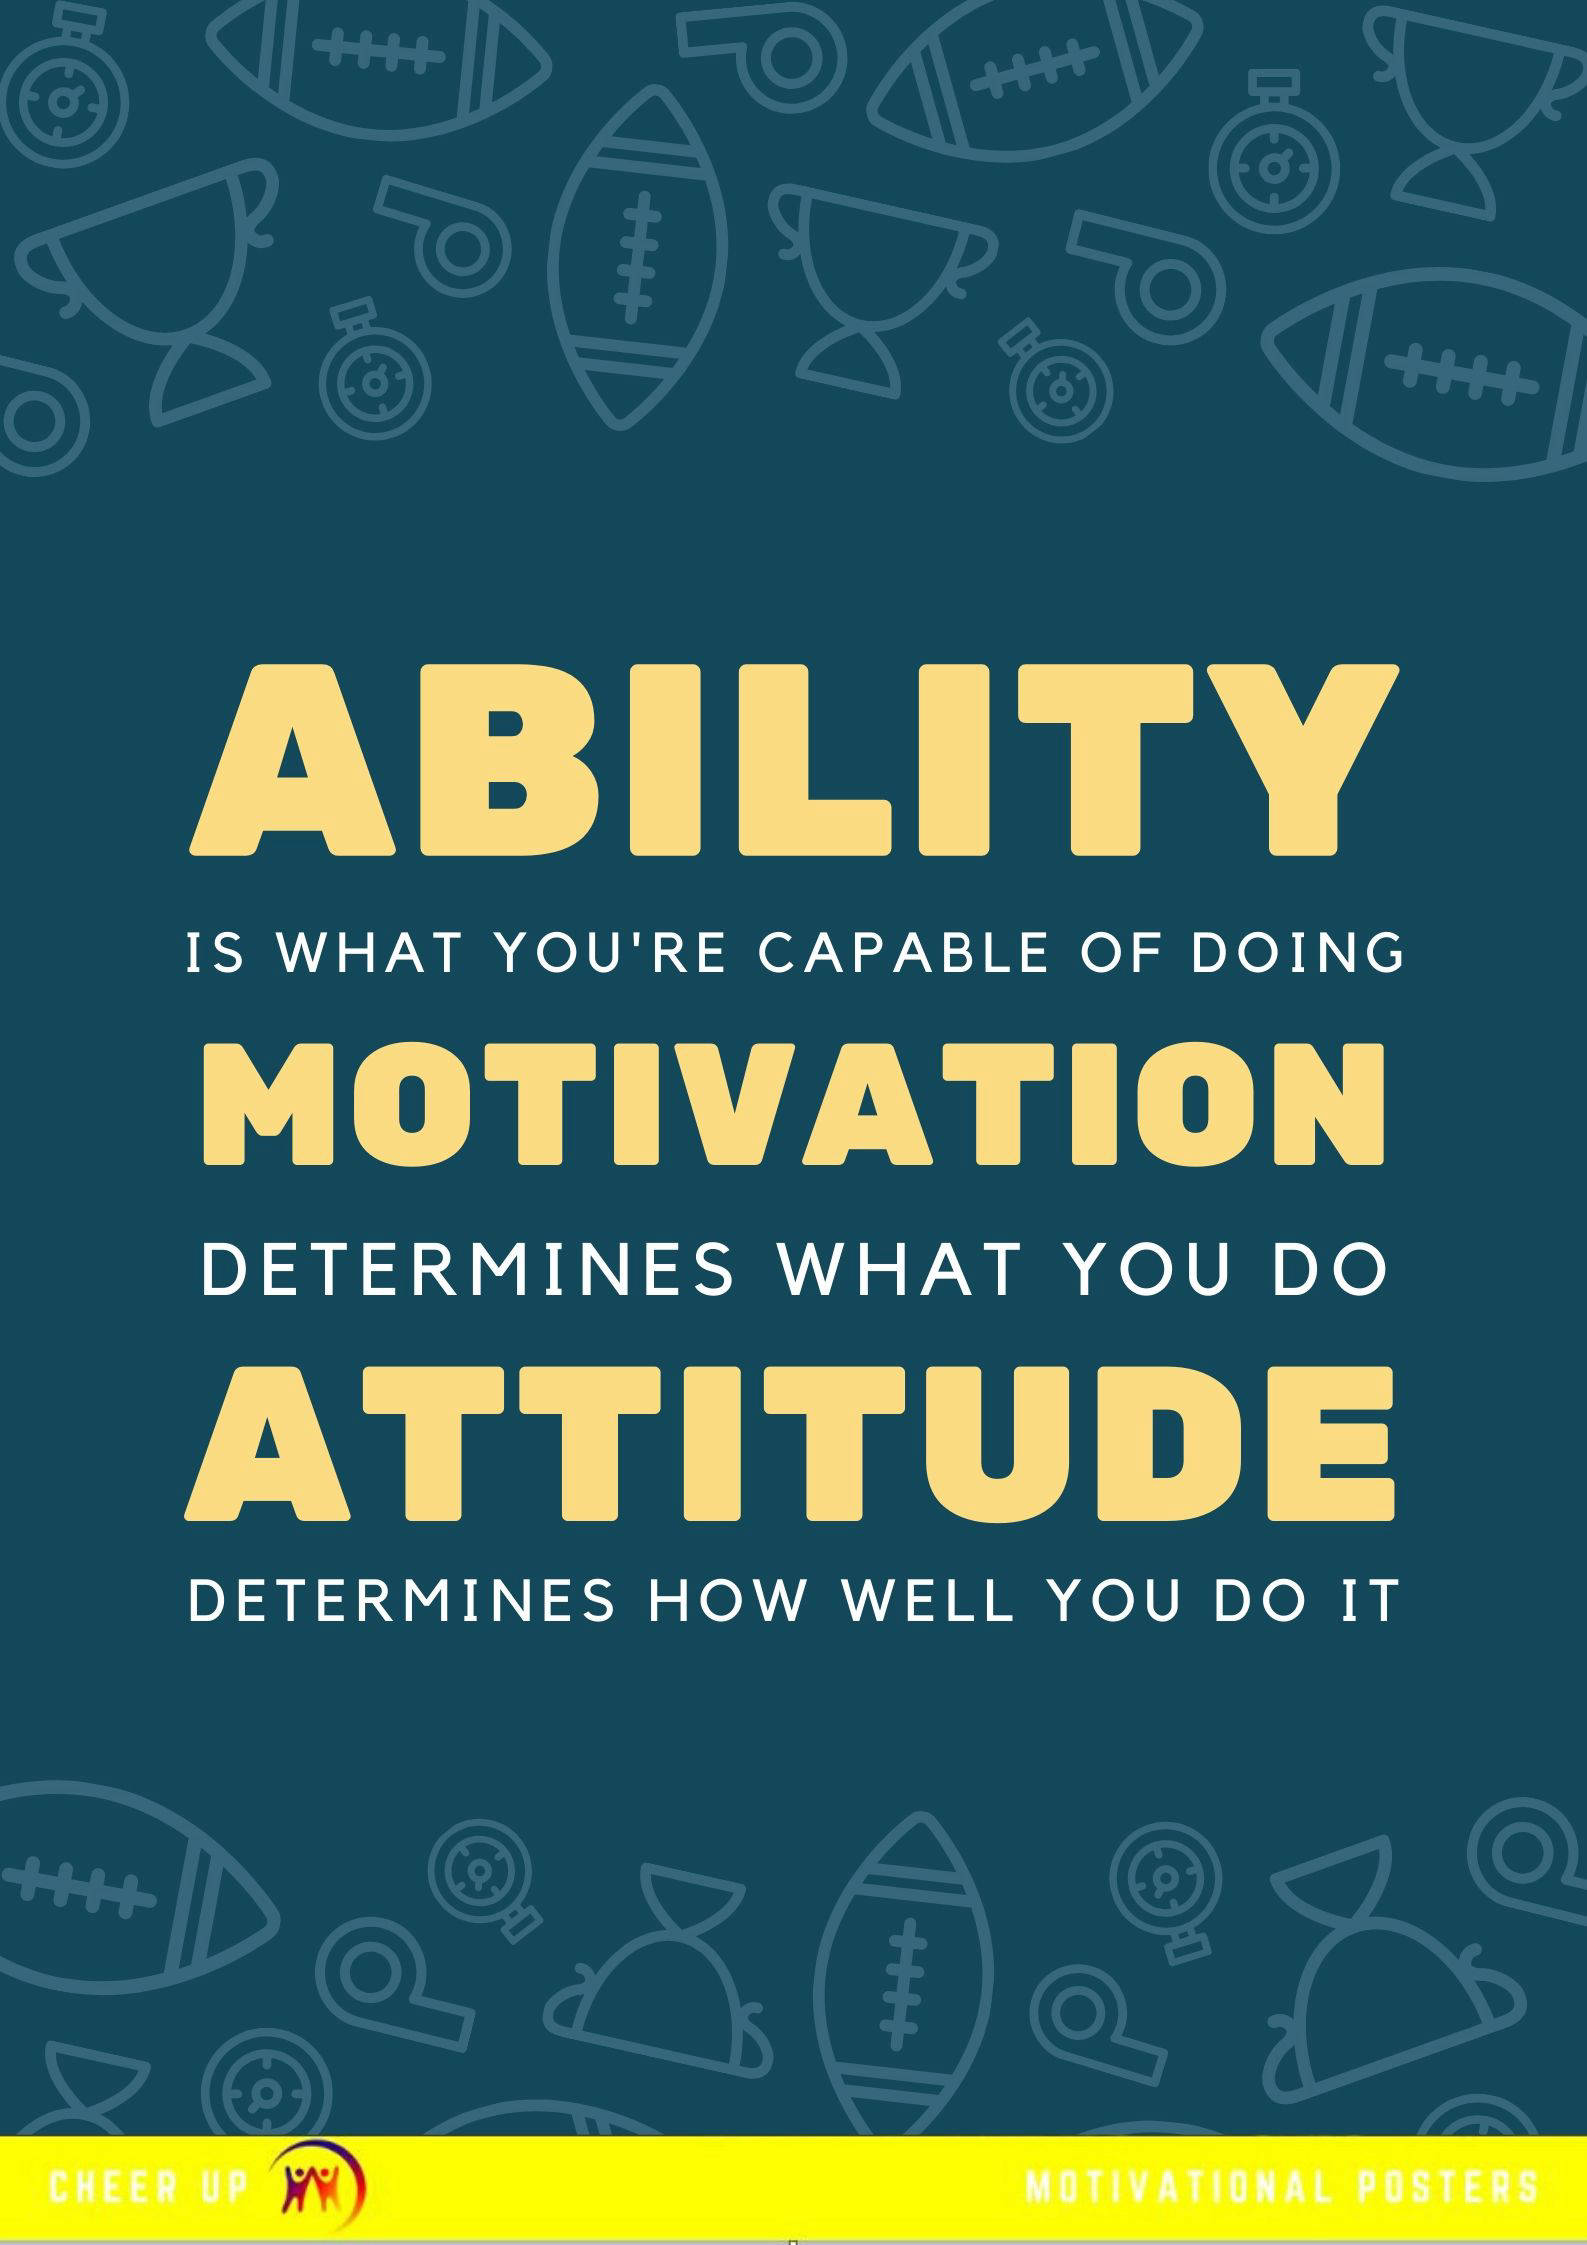 ABILITY
IS WHAT YOU'RE CAPABLE OF DOING
MOTIVATION
DETERMINES WHAT YOU DO
ATTITUDE
DETERMINES HOW WELL YOU DO IT
CHEER UP
MOTIVATIONAL POSTERS